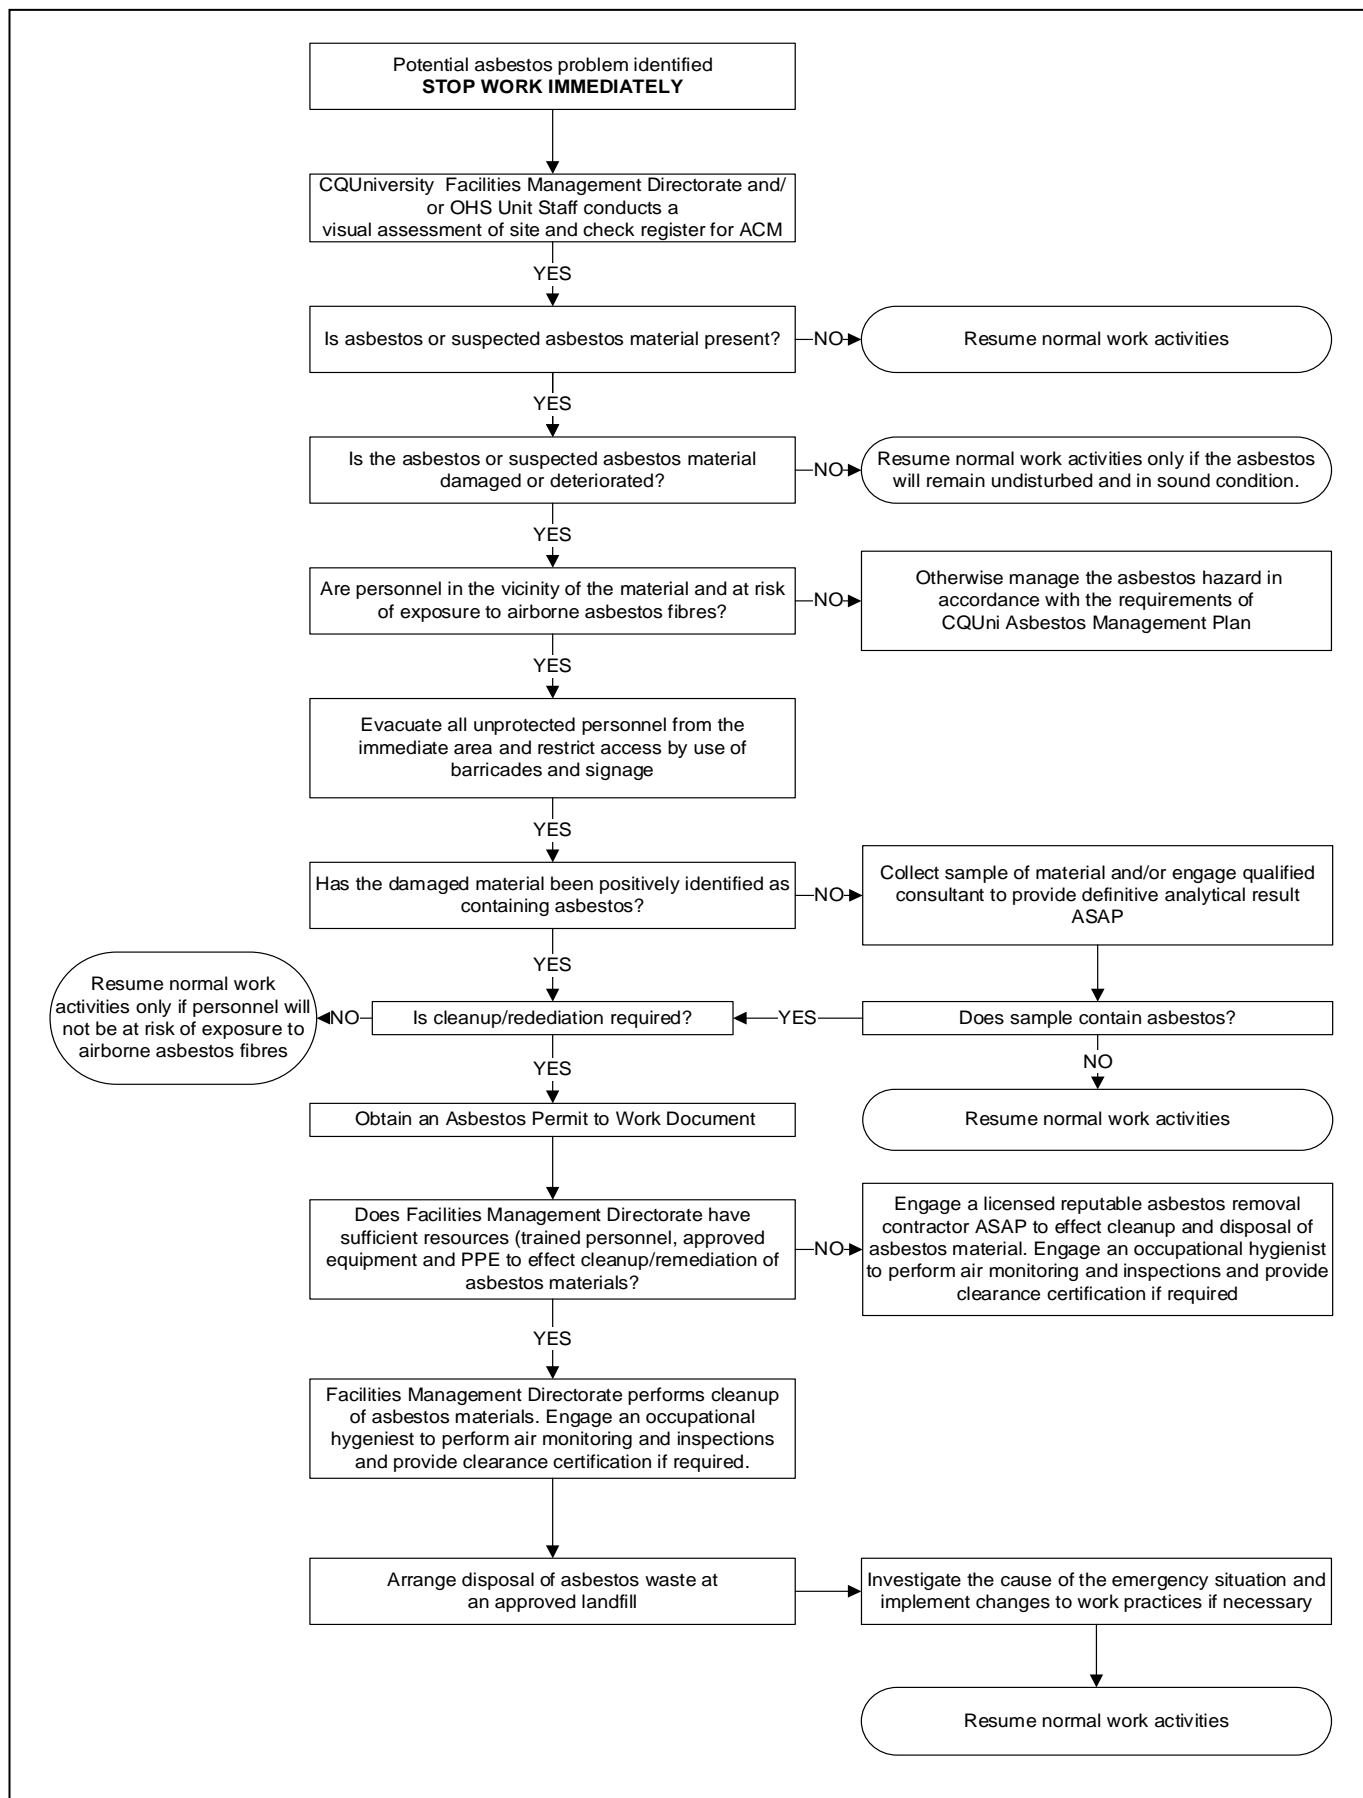 Potential asbestos problem identified
STOP WORK IMMEDIATELY
CQUniversity  Facilities Management Directorate and/
or OHS Unit Staff conducts a
visual assessment of site and check register for ACM
YES
Is asbestos or suspected asbestos material present?
NO
Resume normal work activities
YES
Is the asbestos or suspected asbestos material
damaged or deteriorated?
NO
Resume normal work activities only if the asbestos
will remain undisturbed and in sound condition.
YES
Are personnel in the vicinity of the material and at risk
of exposure to airborne asbestos fibres?
NO
Otherwise manage the asbestos hazard in
accordance with the requirements of
CQUni Asbestos Management Plan
YES
Evacuate all unprotected personnel from the
immediate area and restrict access by use of
barricades and signage
YES
Has the damaged material been positively identified as
containing asbestos?
NO
Collect sample of material and/or engage qualified
consultant to provide definitive analytical result
ASAP
YES
Resume normal work
activities only if personnel will
not be at risk of exposure to
airborne asbestos fibres
NO
Is cleanup/redediation required?
YES
Does sample contain asbestos?
YES
NO
Obtain an Asbestos Permit to Work Document
Resume normal work activities
Does Facilities Management Directorate have
sufficient resources (trained personnel, approved
equipment and PPE to effect cleanup/remediation of
asbestos materials?
NO
Engage a licensed reputable asbestos removal
contractor ASAP to effect cleanup and disposal of
asbestos material. Engage an occupational hygienist
to perform air monitoring and inspections and provide
clearance certification if required
YES
Facilities Management Directorate performs cleanup
of asbestos materials. Engage an occupational
hygeniest to perform air monitoring and inspections
and provide clearance certification if required.
Arrange disposal of asbestos waste at
an approved landfill
Investigate the cause of the emergency situation and
implement changes to work practices if necessary
Resume normal work activities